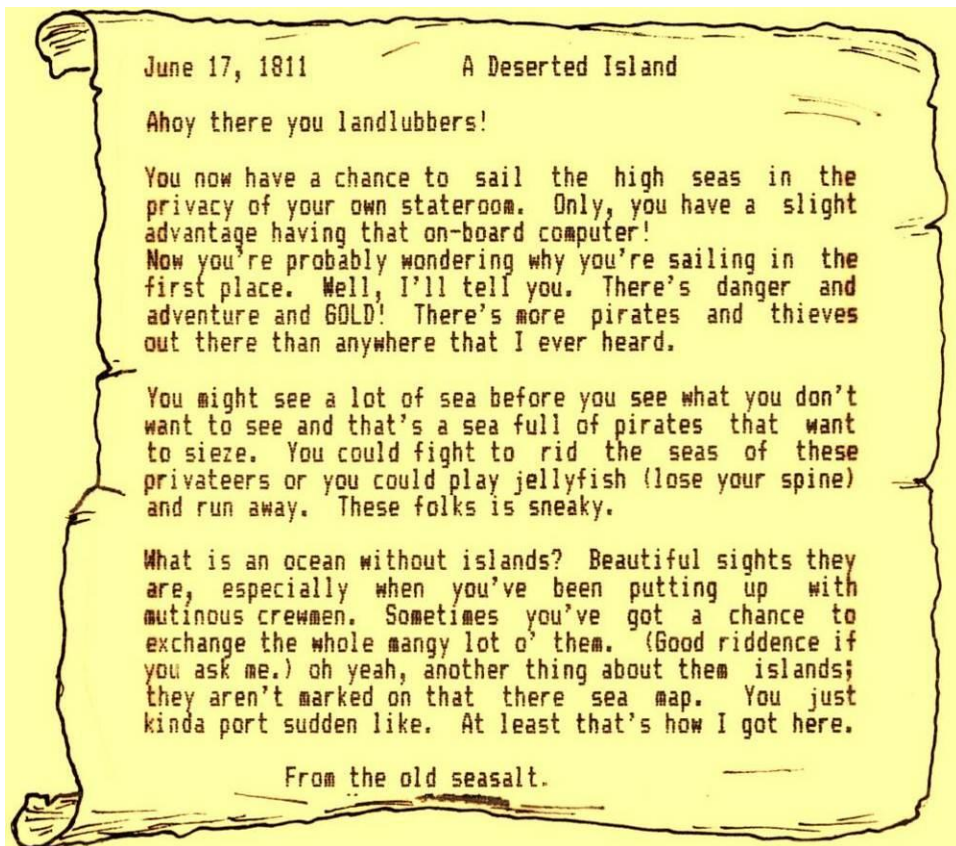 June 17, 1811 A Deserted Island
Ahoy there you landlubbers!
You now have a chance to sail the high seas in the
privacy of your own stateroom. Only, you have a slight
advantage having that on-board computer!
Now you're probably wondering why you're sailing in the
first place. Well, I'll tell you. There's danger and
adventure and GOLD! There's more pirates and thieves
out there than anywhere that I ever heard.
You might see a lot of sea before you see what you don't
want to see and that's a sea full of pirates that want
to sieze. You could fight to rid the seas of these
privateers or you could play jellyfish (lose your spine)
and run away. These folks is sneaky.
What is an ocean without islands? Beautiful sights they
are, especially when you've been putting up with
mutinous crewmen. Sometimes you've got a chance to
exchange the whole mangy lot o' them. (Good riddence if
you ask me.) oh yeah, another thing about them islands;
they aren't marked on that there sea map. You just
kinda port sudden like. At least that's how I got here.
From the old seasalt.